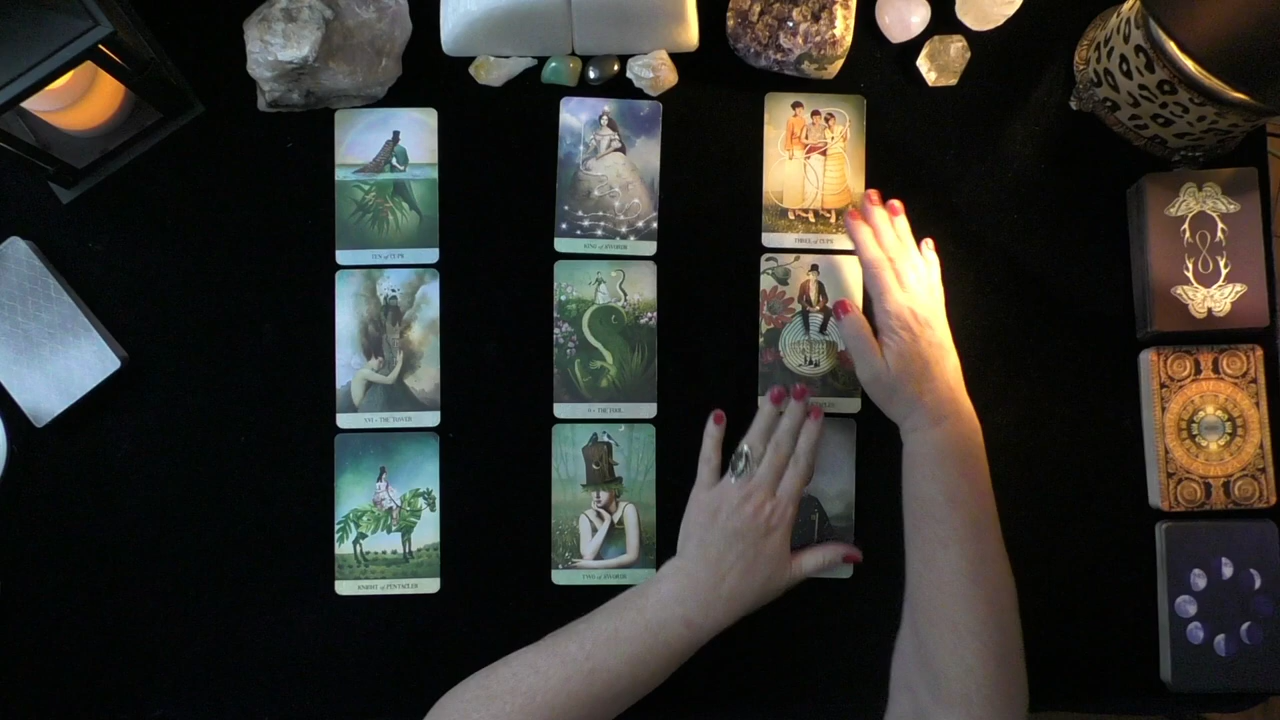 TEN of CUPS
KING of SWORDS
THREE of CUPS
XVI • THE TOWER
0 • THE FOOL
KNIGHT of PENTACLES
TWO of SWORDS